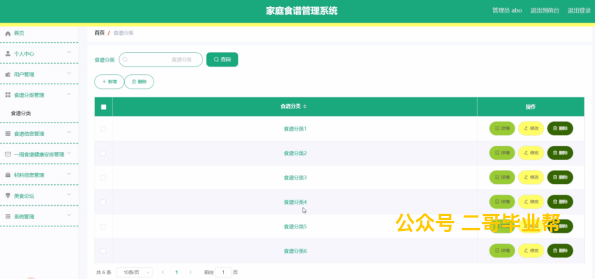 家庭食谱管理系统
管理员 abo 退出到前台 退出登录
首页
个人中心
用户管理
食谱分类管理
食谱分类
食谱信息管理
一周食谱健康安排管理
材料信息管理
美食论坛
系统管理
首页 / 食谱分类
食谱分类 食谱分类 查询
+ 新增 删除
食谱分类 操作
食谱分类1 详情 修改 删除
食谱分类2 详情 修改 删除
食谱分类3 详情 修改 删除
食谱分类4 详情 修改 删除
食谱分类5 详情 修改 删除
食谱分类6 详情 修改 删除
公众号 二哥毕业帮
共 6 条 10条/页 < 1 > 前往 1 页